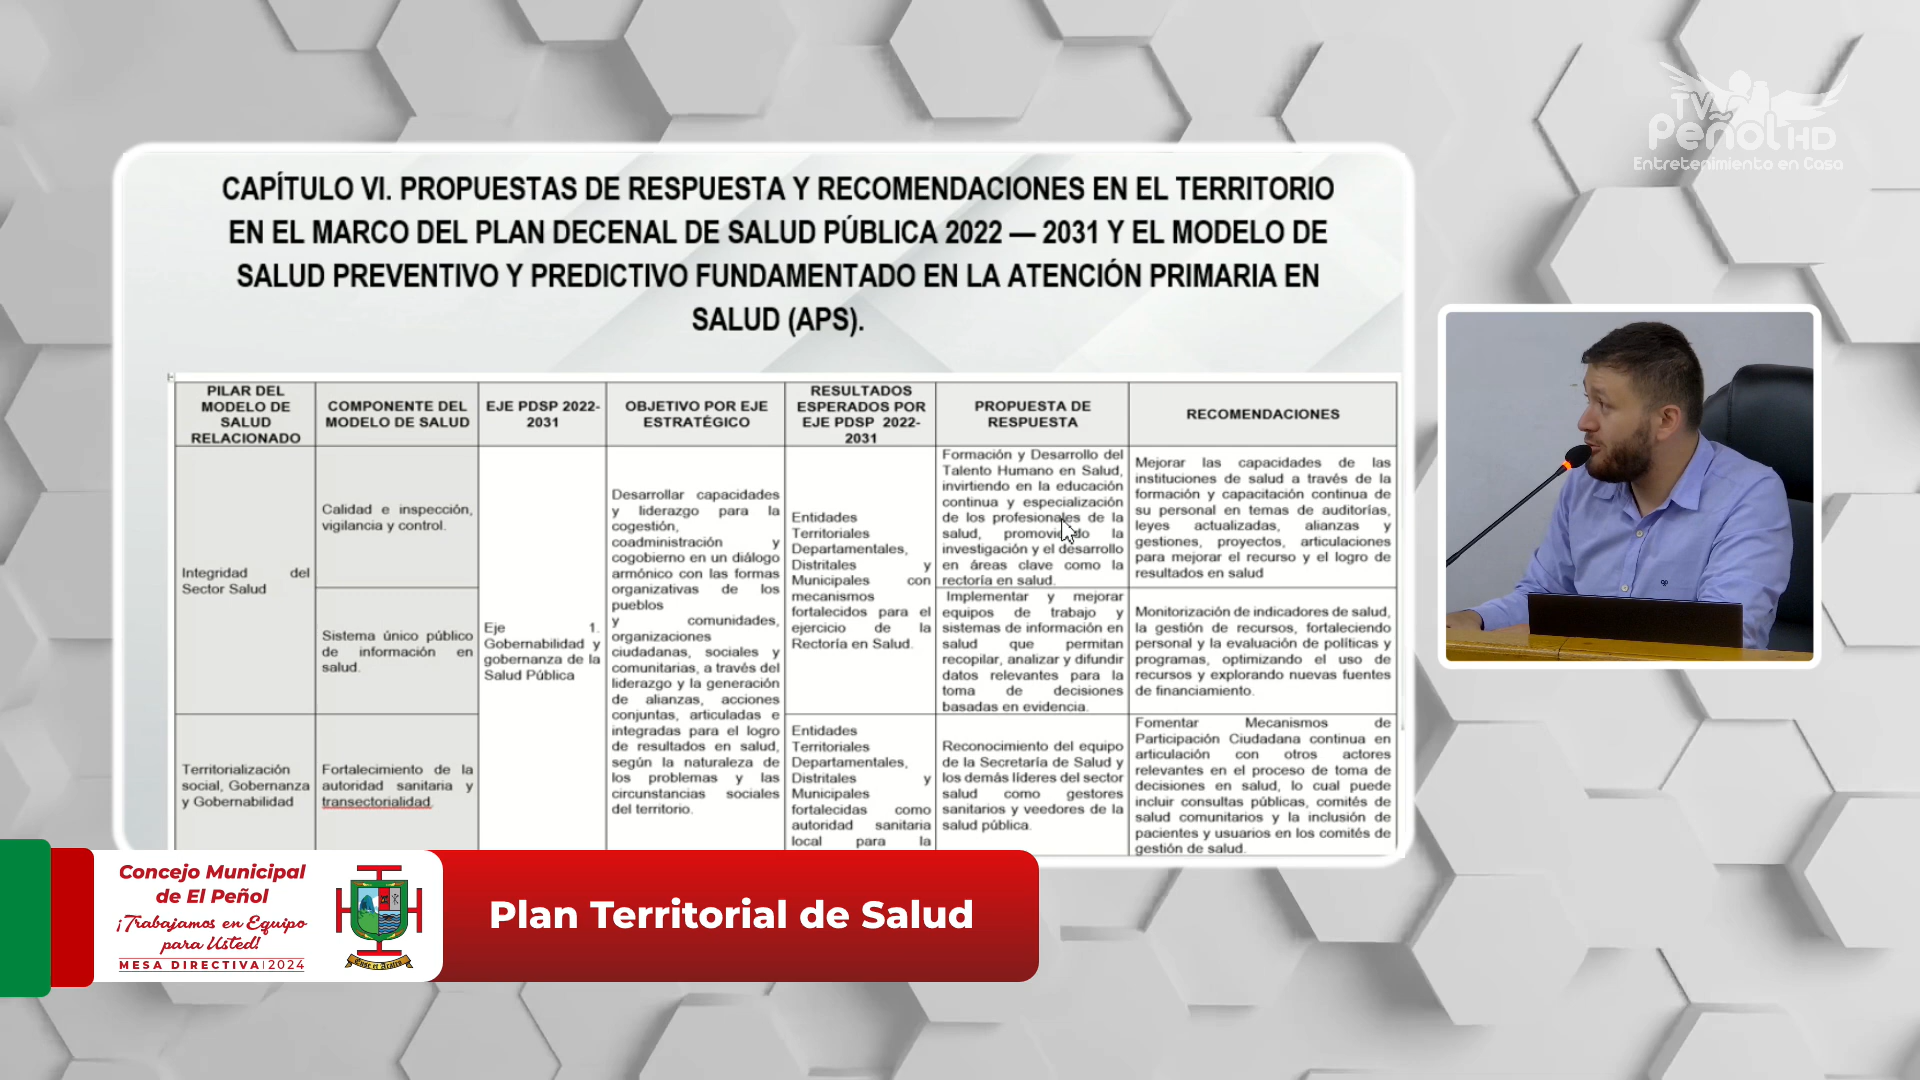 TV
Peñol HD
Entretenimiento en Casa
CAPÍTULO VI. PROPUESTAS DE RESPUESTA Y RECOMENDACIONES EN EL TERRITORIO
EN EL MARCO DEL PLAN DECENAL DE SALUD PÚBLICA 2022 — 2031 Y EL MODELO DE
SALUD PREVENTIVO Y PREDICTIVO FUNDAMENTADO EN LA ATENCIÓN PRIMARIA EN
SALUD (APS).
PILAR DEL
MODELO DE
SALUD
RELACIONADO
COMPONENTE DEL
MODELO DE SALUD
EJE PDSP 2022-
2031
OBJETIVO POR EJE
ESTRATÉGICO
RESULTADOS
ESPERADOS POR
EJE PDSP 2022-
2031
PROPUESTA DE
RESPUESTA
RECOMENDACIONES
Integridad del
Sector Salud
Calidad e inspección,
vigilancia y control.
Eje 1.
Gobernabilidad y
gobernanza de la
Salud Pública
Desarrollar capacidades
y liderazgo para la
cogestión,
coadministración y
cogobierno en un diálogo
armónico con las formas
organizativas de los
pueblos
y comunidades,
organizaciones
ciudadanas, sociales y
comunitarias, a través del
liderazgo y la generación
de alianzas, acciones
conjuntas, articuladas e
integradas para el logro
de resultados en salud,
según la naturaleza de
los problemas y las
circunstancias sociales
del territorio.
Entidades
Territoriales
Departamentales,
Distritales y
Municipales con
mecanismos
fortalecidos para el
ejercicio de la
Rectoría en Salud.
Formación y Desarrollo del
Talento Humano en Salud,
invirtiendo en la educación
continua y especialización
de los profesionales de la
salud, promoviendo la
investigación y el desarrollo
en áreas clave como la
rectoría en salud.
Mejorar las capacidades de las
instituciones de salud a través de la
formación y capacitación continua de
su personal en temas de auditorías,
leyes actualizadas, alianzas y
gestiones, proyectos, articulaciones
para mejorar el recurso y el logro de
resultados en salud
Sistema único público
de información en
salud.
Implementar y mejorar
equipos de trabajo y
sistemas de información en
salud que permitan
recopilar, analizar y difundir
datos relevantes para la
toma de decisiones
basadas en evidencia.
Monitorización de indicadores de salud,
la gestión de recursos, fortaleciendo
personal y la evaluación de políticas y
programas, optimizando el uso de
recursos y explorando nuevas fuentes
de financiamiento.
Territorialización
social, Gobernanza
y Gobernabilidad
Fortalecimiento de la
autoridad sanitaria y
transectorialidad.
Entidades
Territoriales
Departamentales,
Distritales y
Municipales
fortalecidas como
autoridad sanitaria
local para la
Reconocimiento del equipo
de la Secretaría de Salud y
los demás líderes del sector
salud como gestores
sanitarios y veedores de la
salud pública.
Fomentar Mecanismos de
Participación Ciudadana continua en
articulación con otros actores
relevantes en el proceso de toma de
decisiones en salud, lo cual puede
incluir consultas públicas, comités de
salud comunitarios y la inclusión de
pacientes y usuarios en los comités de
gestión de salud.
Concejo Municipal
de El Peñol
¡Trabajamos en Equipo
para Usted!
MESA DIRECTIVA|2024
Plan Territorial de Salud